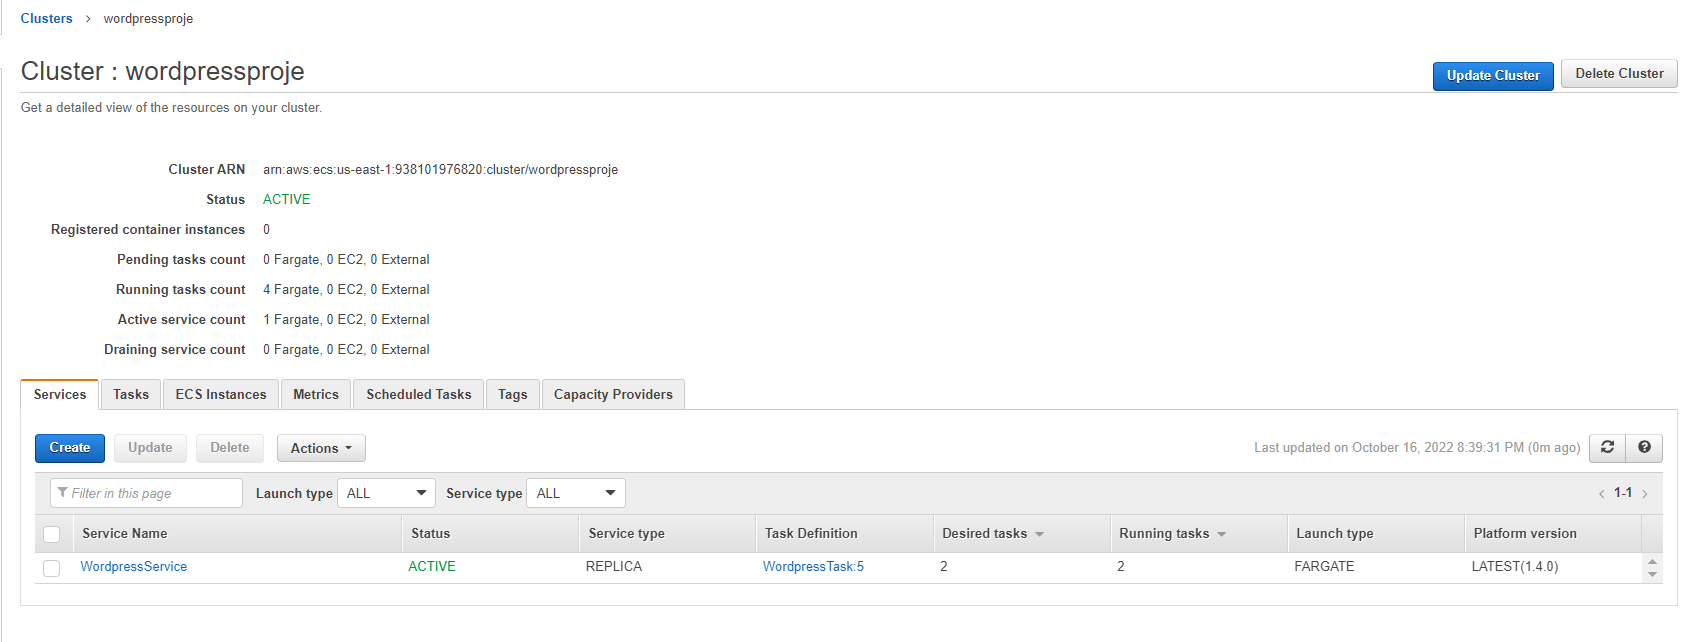 Clusters > wordpressproje
Cluster : wordpressproje
Update Cluster
Delete Cluster
Get a detailed view of the resources on your cluster.
Cluster ARN arn:aws:ecs:us-east-1:938101976820:cluster/wordpressproje
Status ACTIVE
Registered container instances 0
Pending tasks count 0 Fargate, 0 EC2, 0 External
Running tasks count 4 Fargate, 0 EC2, 0 External
Active service count 1 Fargate, 0 EC2, 0 External
Draining service count 0 Fargate, 0 EC2, 0 External
Services Tasks ECS Instances Metrics Scheduled Tasks Tags Capacity Providers
Create Update Delete Actions Last updated on October 16, 2022 8:39:31 PM (0m ago)
Filter in this page Launch type ALL Service type ALL < 1-1 >
Service Name Status Service type Task Definition Desired tasks Running tasks Launch type Platform version
WordpressService ACTIVE REPLICA WordpressTask:5 2 2 FARGATE LATEST(1.4.0)